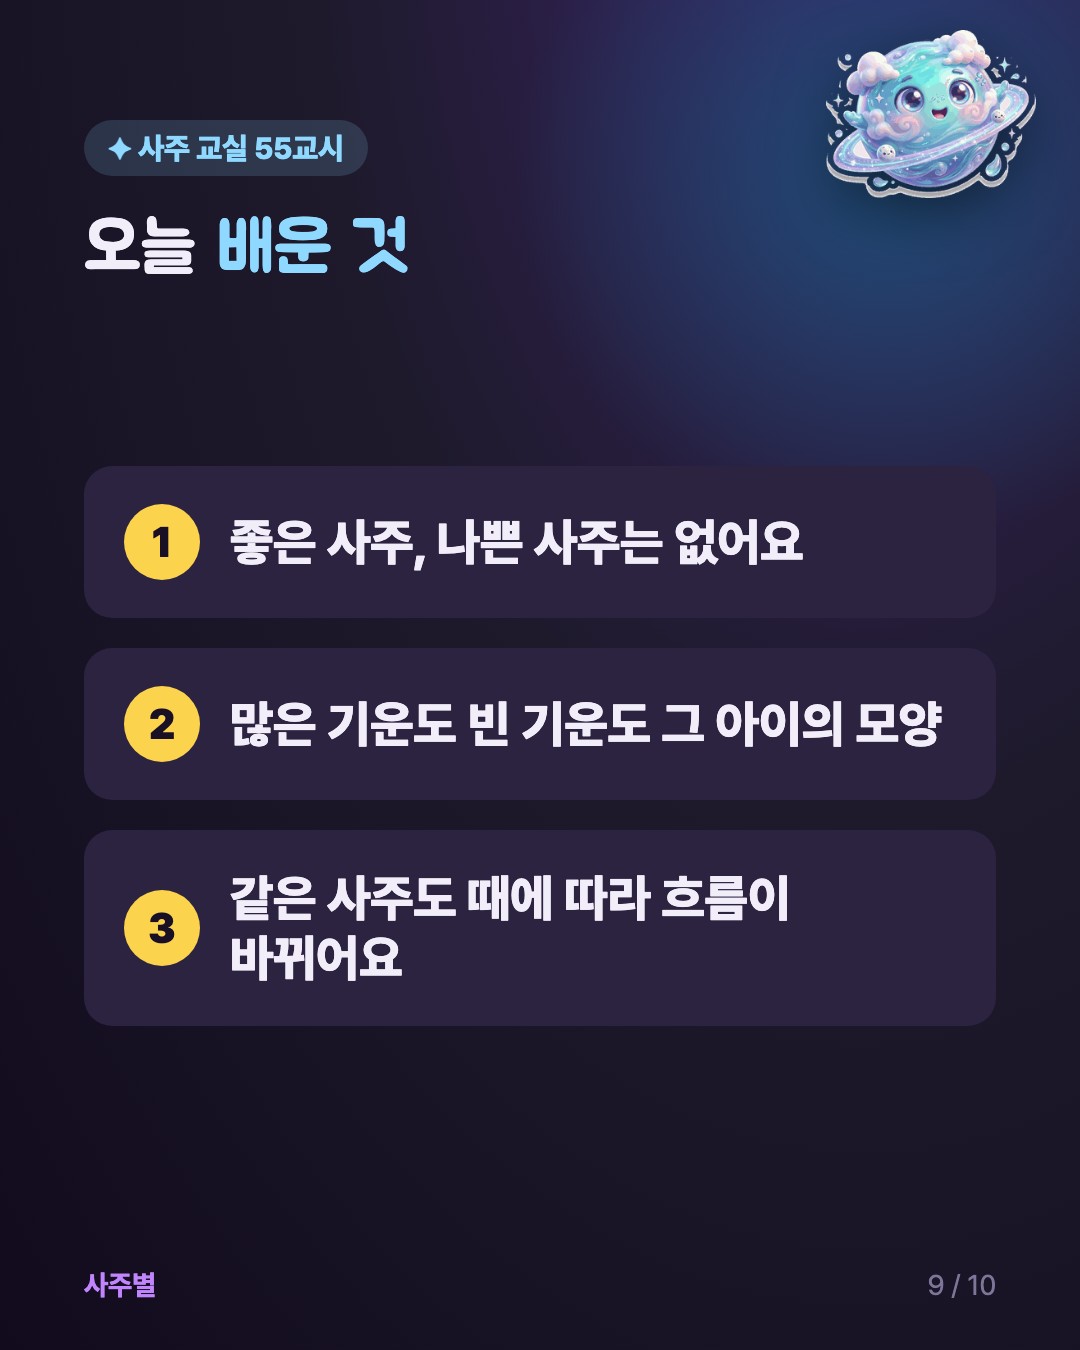 ✦ 사주 교실 55교시
오늘 배운 것
1 좋은 사주, 나쁜 사주는 없어요
2 많은 기운도 빈 기운도 그 아이의 모양
3 같은 사주도 때에 따라 흐름이
바뀌어요
사주별
9 / 10